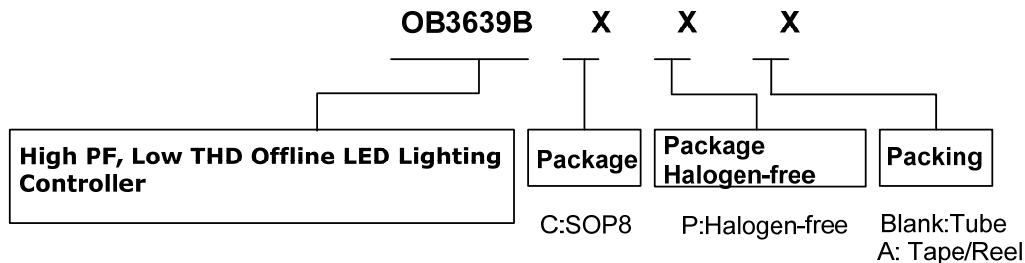 OB3639B X X X
High PF, Low THD Offline LED Lighting
Controller
Package
Package
Halogen-free
Packing
C:SOP8
P:Halogen-free
Blank:Tube
A: Tape/Reel